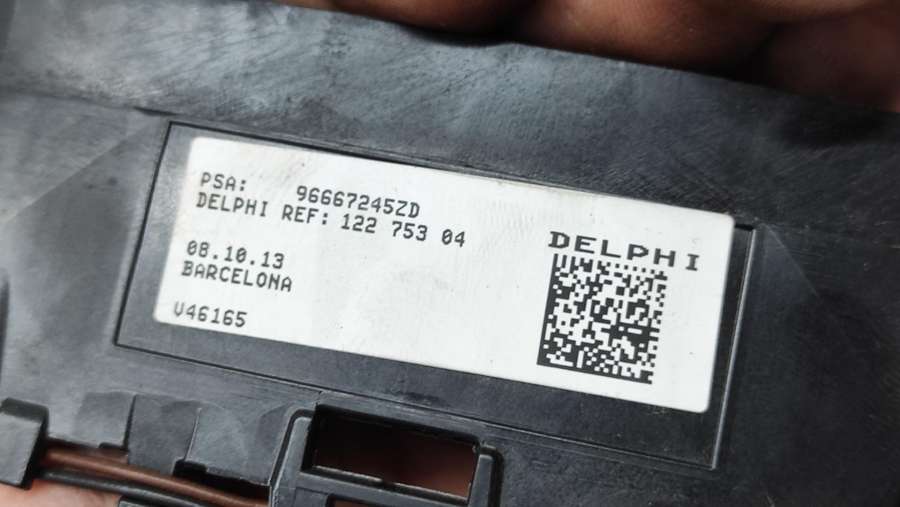 PSA: 96667245ZD
DELPHI REF: 122 753 04
08.10.13
BARCELONA
V46165
DELPHI